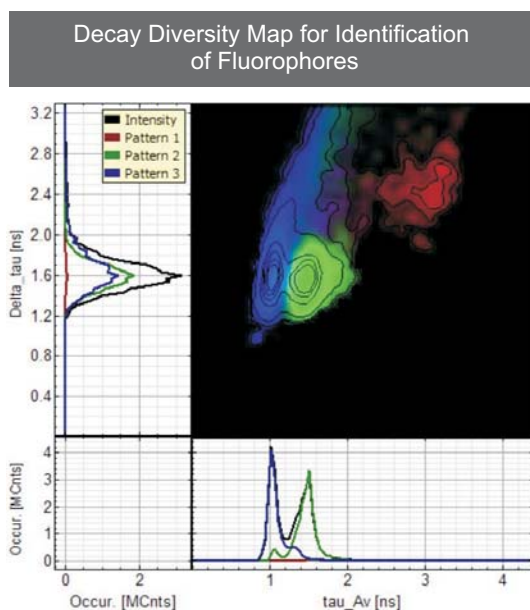 Decay Diversity Map for Identification
of Fluorophores
3.2
2.8
2.4
2.0
1.6
1.2
0.8
0.4
Delta_tau [ns]
Intensity
Pattern 1
Pattern 2
Pattern 3
0 2
Occur. [MCnts]
4
3
2
1
0
Occur. [MCnts]
1 2 3 4
tau_Av [ns]